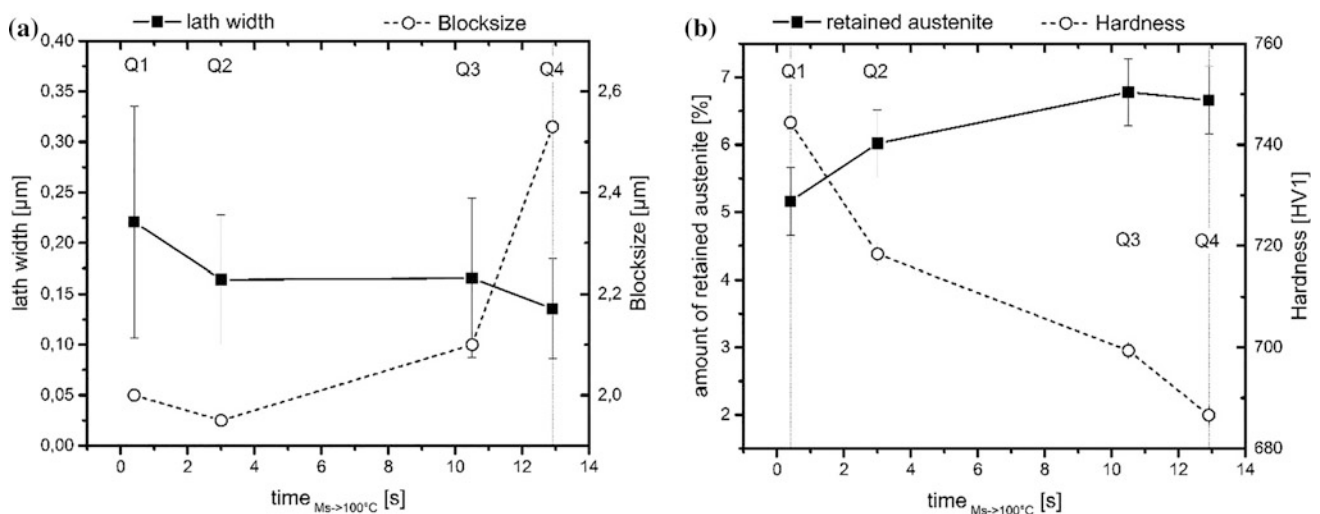 (a)
lath width
Blocksize
0,40
0,35
0,30
0,25
0,20
0,15
0,10
0,05
0,00
lath width [µm]
Q1
Q2
Q3
Q4
2,6
2,4
2,2
2,0
Blocksize [µm]
0
2
4
6
8
10
12
14
time Ms->100°C [s]
(b)
retained austenite
Hardness
7
6
5
4
3
2
amount of retained austenite [%]
Q1
Q2
Q3
Q4
760
740
720
700
680
Hardness [HV1]
0
2
4
6
8
10
12
14
time Ms->100°C [s]